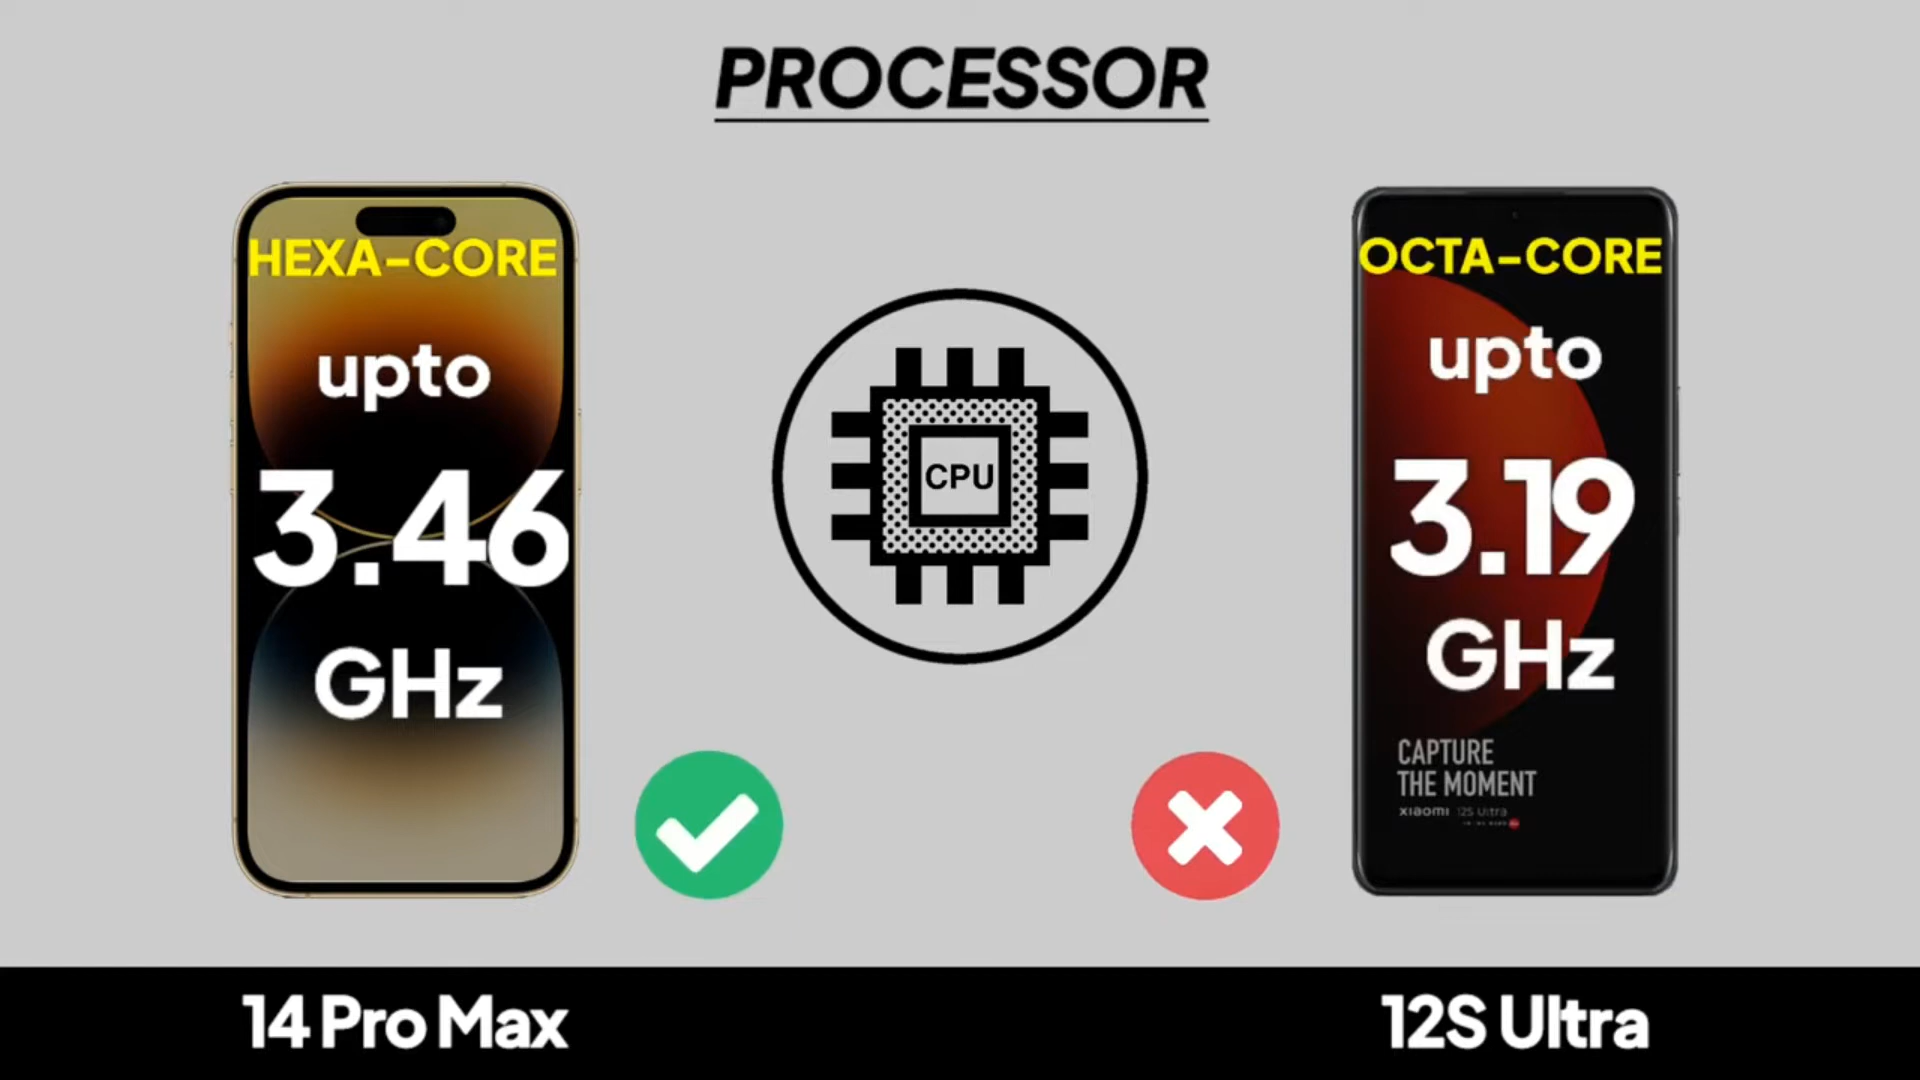 PROCESSOR
HEXA-CORE
upto
3.46
GHz
CPU
OCTA-CORE
upto
3.19
GHz
CAPTURE
THE MOMENT
xiaomi 12S Ultra
14 Pro Max
12S Ultra